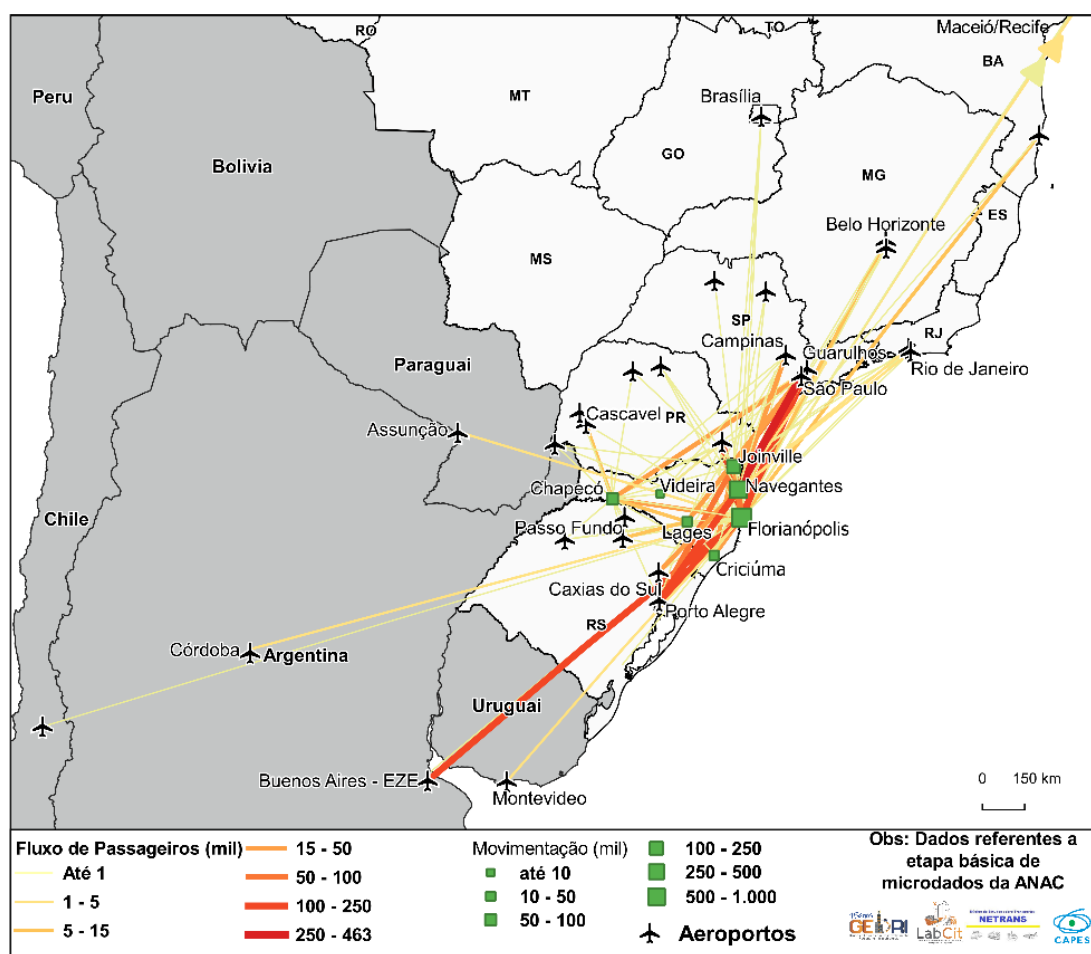 Maceió/Recife
RO
TO
BA
Peru
MT
Brasília
Bolivia
GO
MG
ES
Belo Horizonte
MS
SP
RJ
Campinas
Guarulhos
Rio de Janeiro
Paraguai
São Paulo
Cascavel
PR
Assunção
Joinville
Chapecó
Videira
Navegantes
Chile
Passo Fundo
Lages
Florianópolis
Criciúma
Caxias do Sul
Porto Alegre
RS
Córdoba
Argentina
Uruguai
Buenos Aires - EZE
Montevideo
0 150 km
Fluxo de Passageiros (mil)
Até 1
1 - 5
5 - 15
15 - 50
50 - 100
100 - 250
250 - 463
Movimentação (mil)
até 10
10 - 50
50 - 100
100 - 250
250 - 500
500 - 1.000
Aeroportos
Obs: Dados referentes a
etapa básica de
microdados da ANAC
LabCit
NETRANS
CAPES